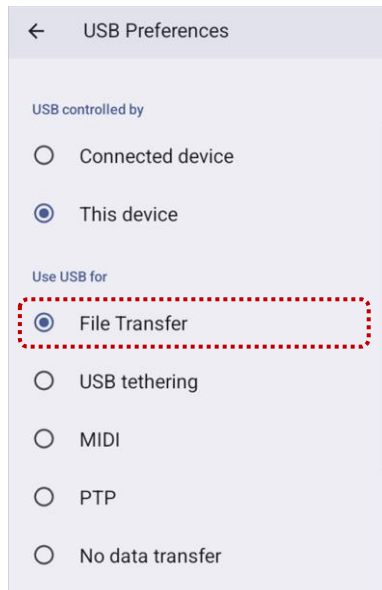 USB Preferences
USB controlled by
Connected device
This device
Use USB for
File Transfer
USB tethering
MIDI
PTP
No data transfer